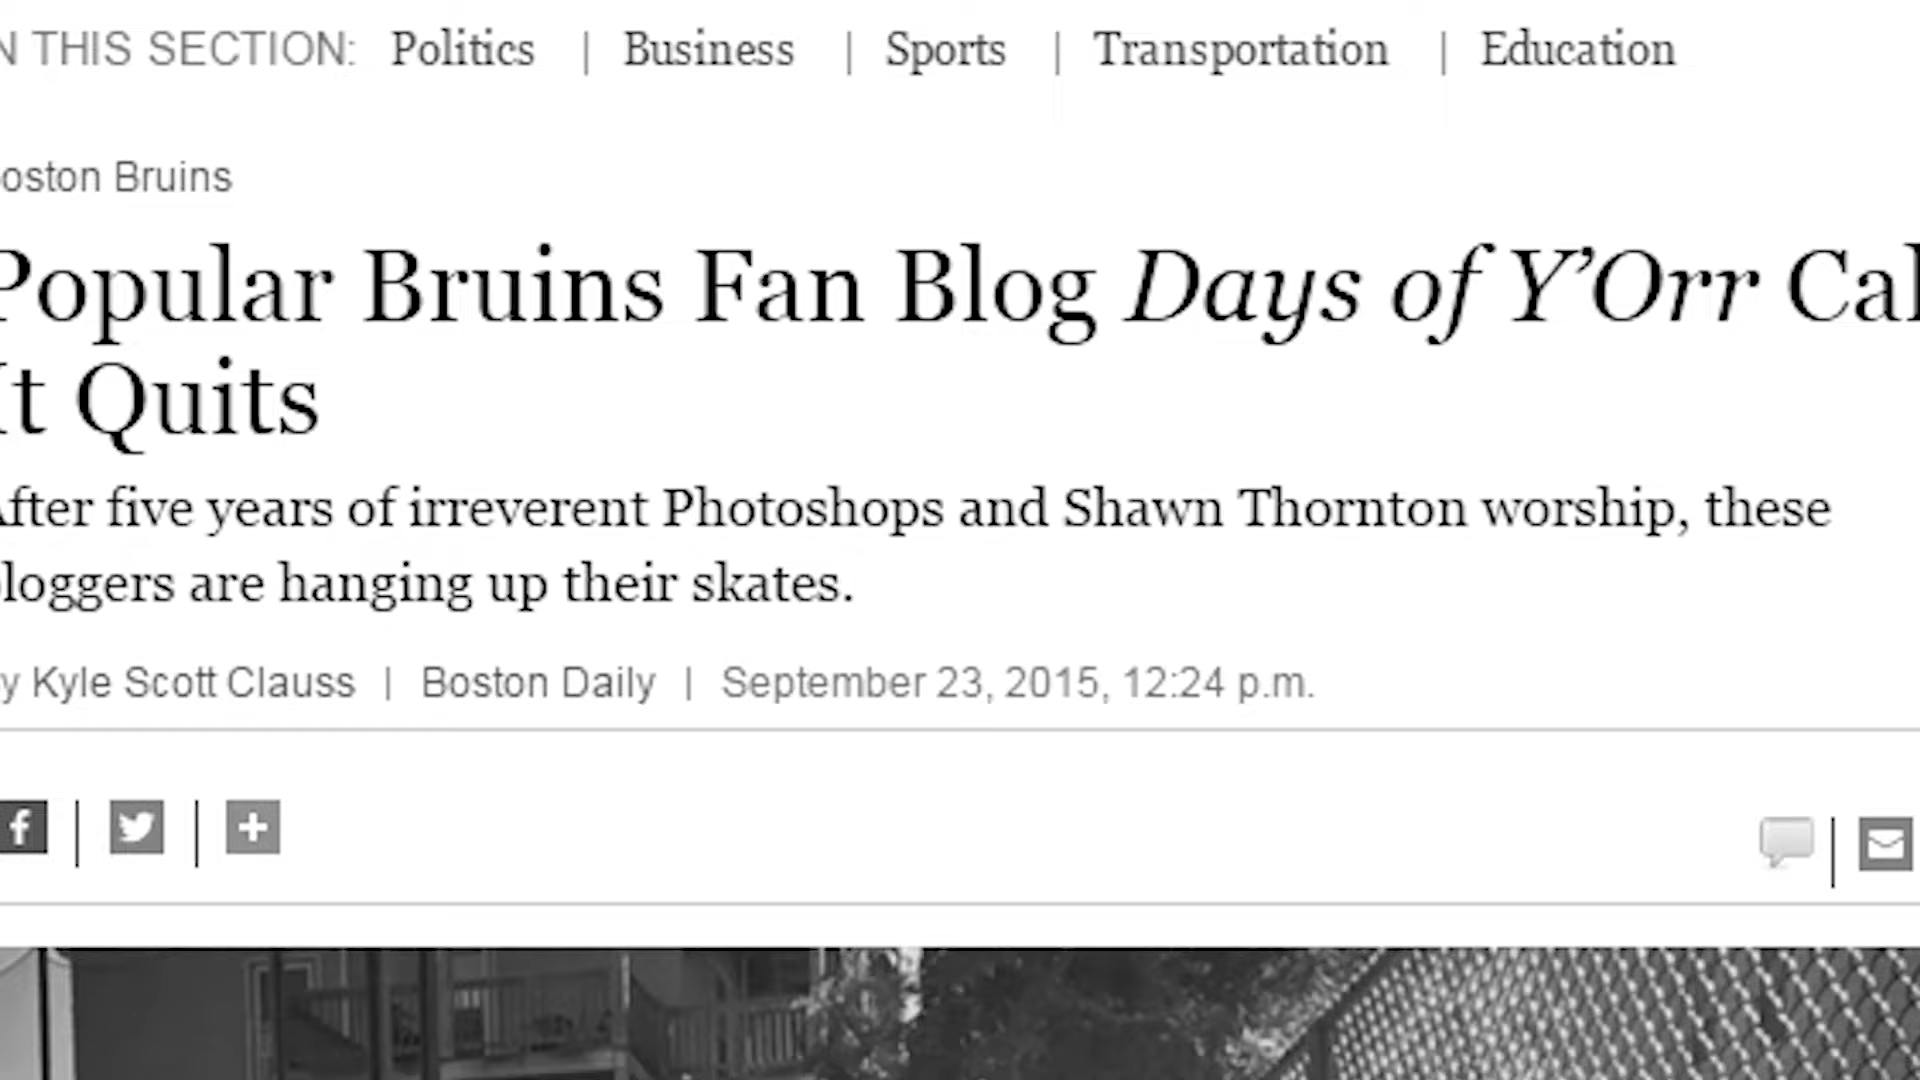 N THIS SECTION: Politics | Business | Sports | Transportation | Education
oston Bruins
Popular Bruins Fan Blog Days of Y’Orr Cal
It Quits
After five years of irreverent Photoshops and Shawn Thornton worship, these
bloggers are hanging up their skates.
y Kyle Scott Clauss | Boston Daily | September 23, 2015, 12:24 p.m.